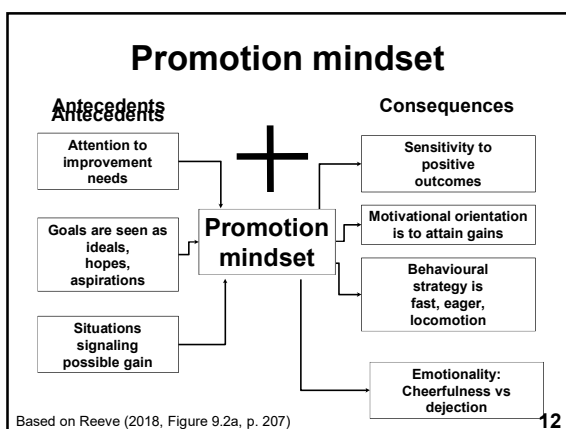 Promotion mindset
Antecedents
Antecedents
Consequences
Attention to
improvement
needs
Goals are seen as
ideals,
hopes,
aspirations
Situations
signaling
possible gain
Promotion
mindset
Sensitivity to
positive
outcomes
Motivational orientation
is to attain gains
Behavioural
strategy is
fast, eager,
locomotion
Emotionality:
Cheerfulness vs
dejection
Based on Reeve (2018, Figure 9.2a, p. 207)
12